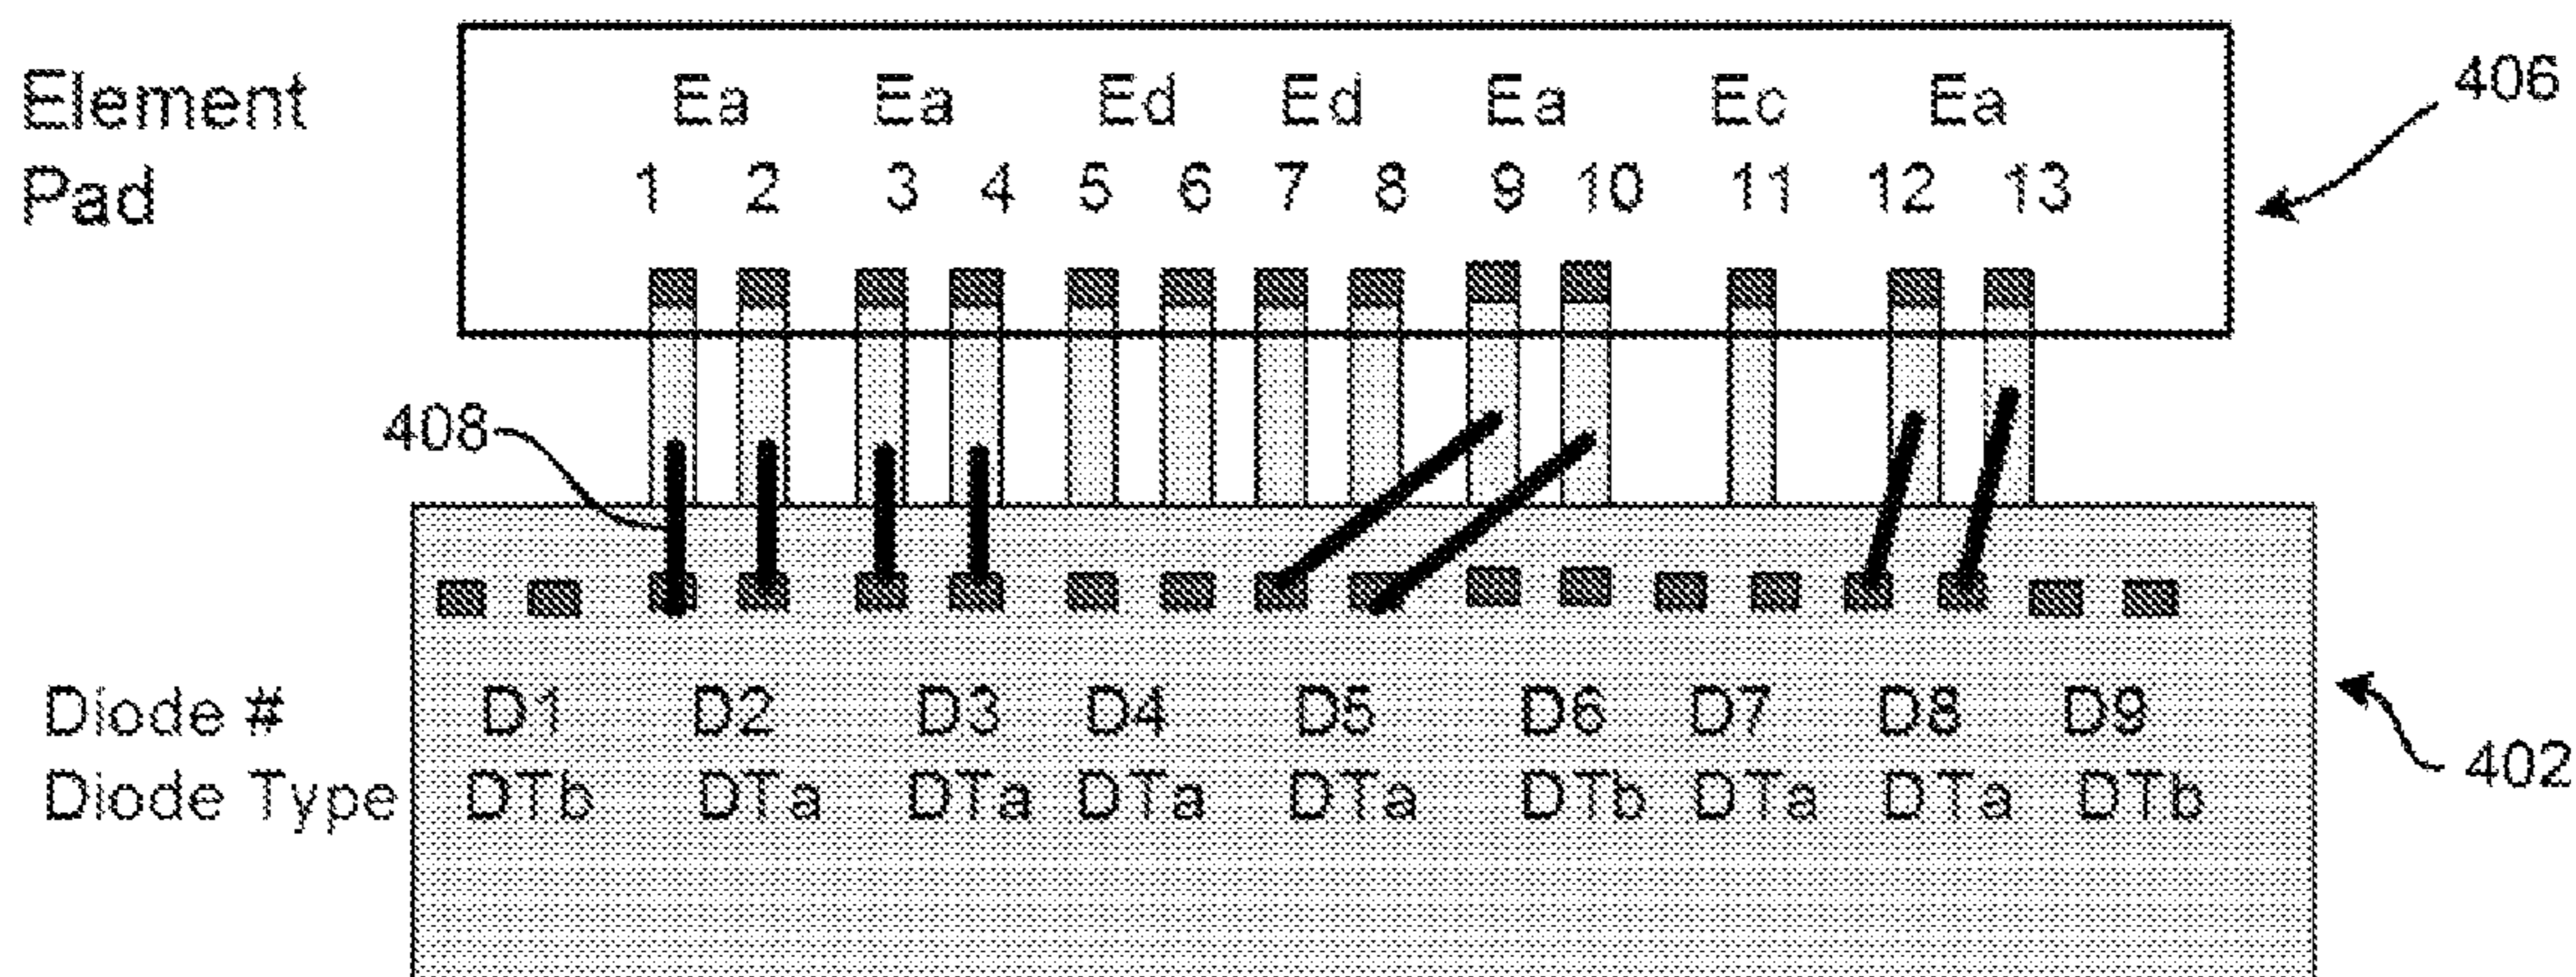 Element Ea Ea Ed Ed Ea Ec Ea 406
Pad 1 2 3 4 5 6 7 8 9 10 11 12 13
408
Diode # D1 D2 D3 D4 D5 D6 D7 D8 D9
Diode Type DTb DTa DTa DTa DTa DTb DTa DTa DTb 402